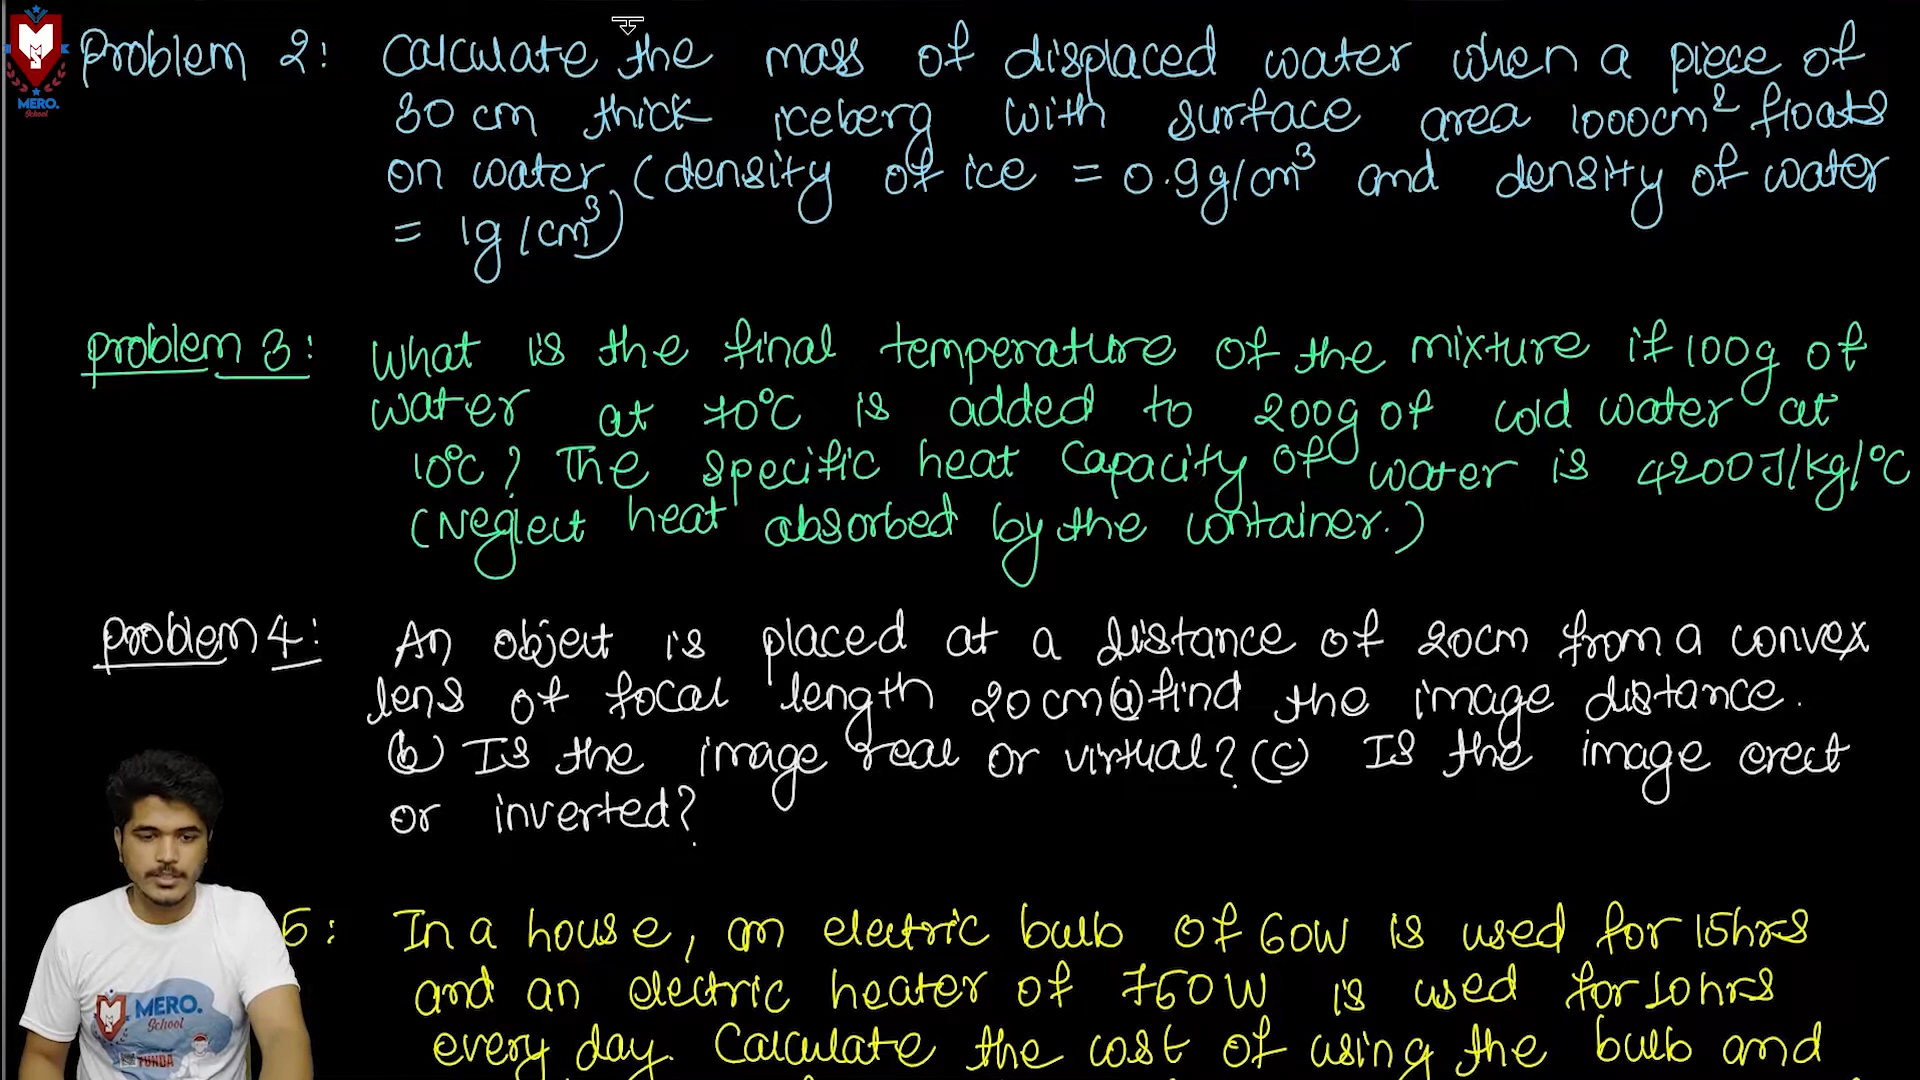 MERO.
School
Problem 2: Calculate the mass of displaced water when a piece of
30 cm thick iceberg with surface area 1000cm² floats
on water, (density of ice = 0.9g/cm³ and density of water
= 1g/cm³)
problem 3: What is the final temperature of the mixture if 100g of
water at 70°C is added to 200g of cold water at
10°C? The specific heat capacity of water is 4200J/kg/°C
(Neglect heat absorbed by the container.)
problem 4: An object is placed at a distance of 20cm from a convex
lens of focal length 20cm (a) find the image distance.
(b) Is the image real or virtual? (c) Is the image erect
or inverted?
5: In a house, an electric bulb of 60W is used for 15hrs
and an electric heater of 750W is used for 10hrs
every day. Calculate the cost of using the bulb and
MERO.
School
TUNDA